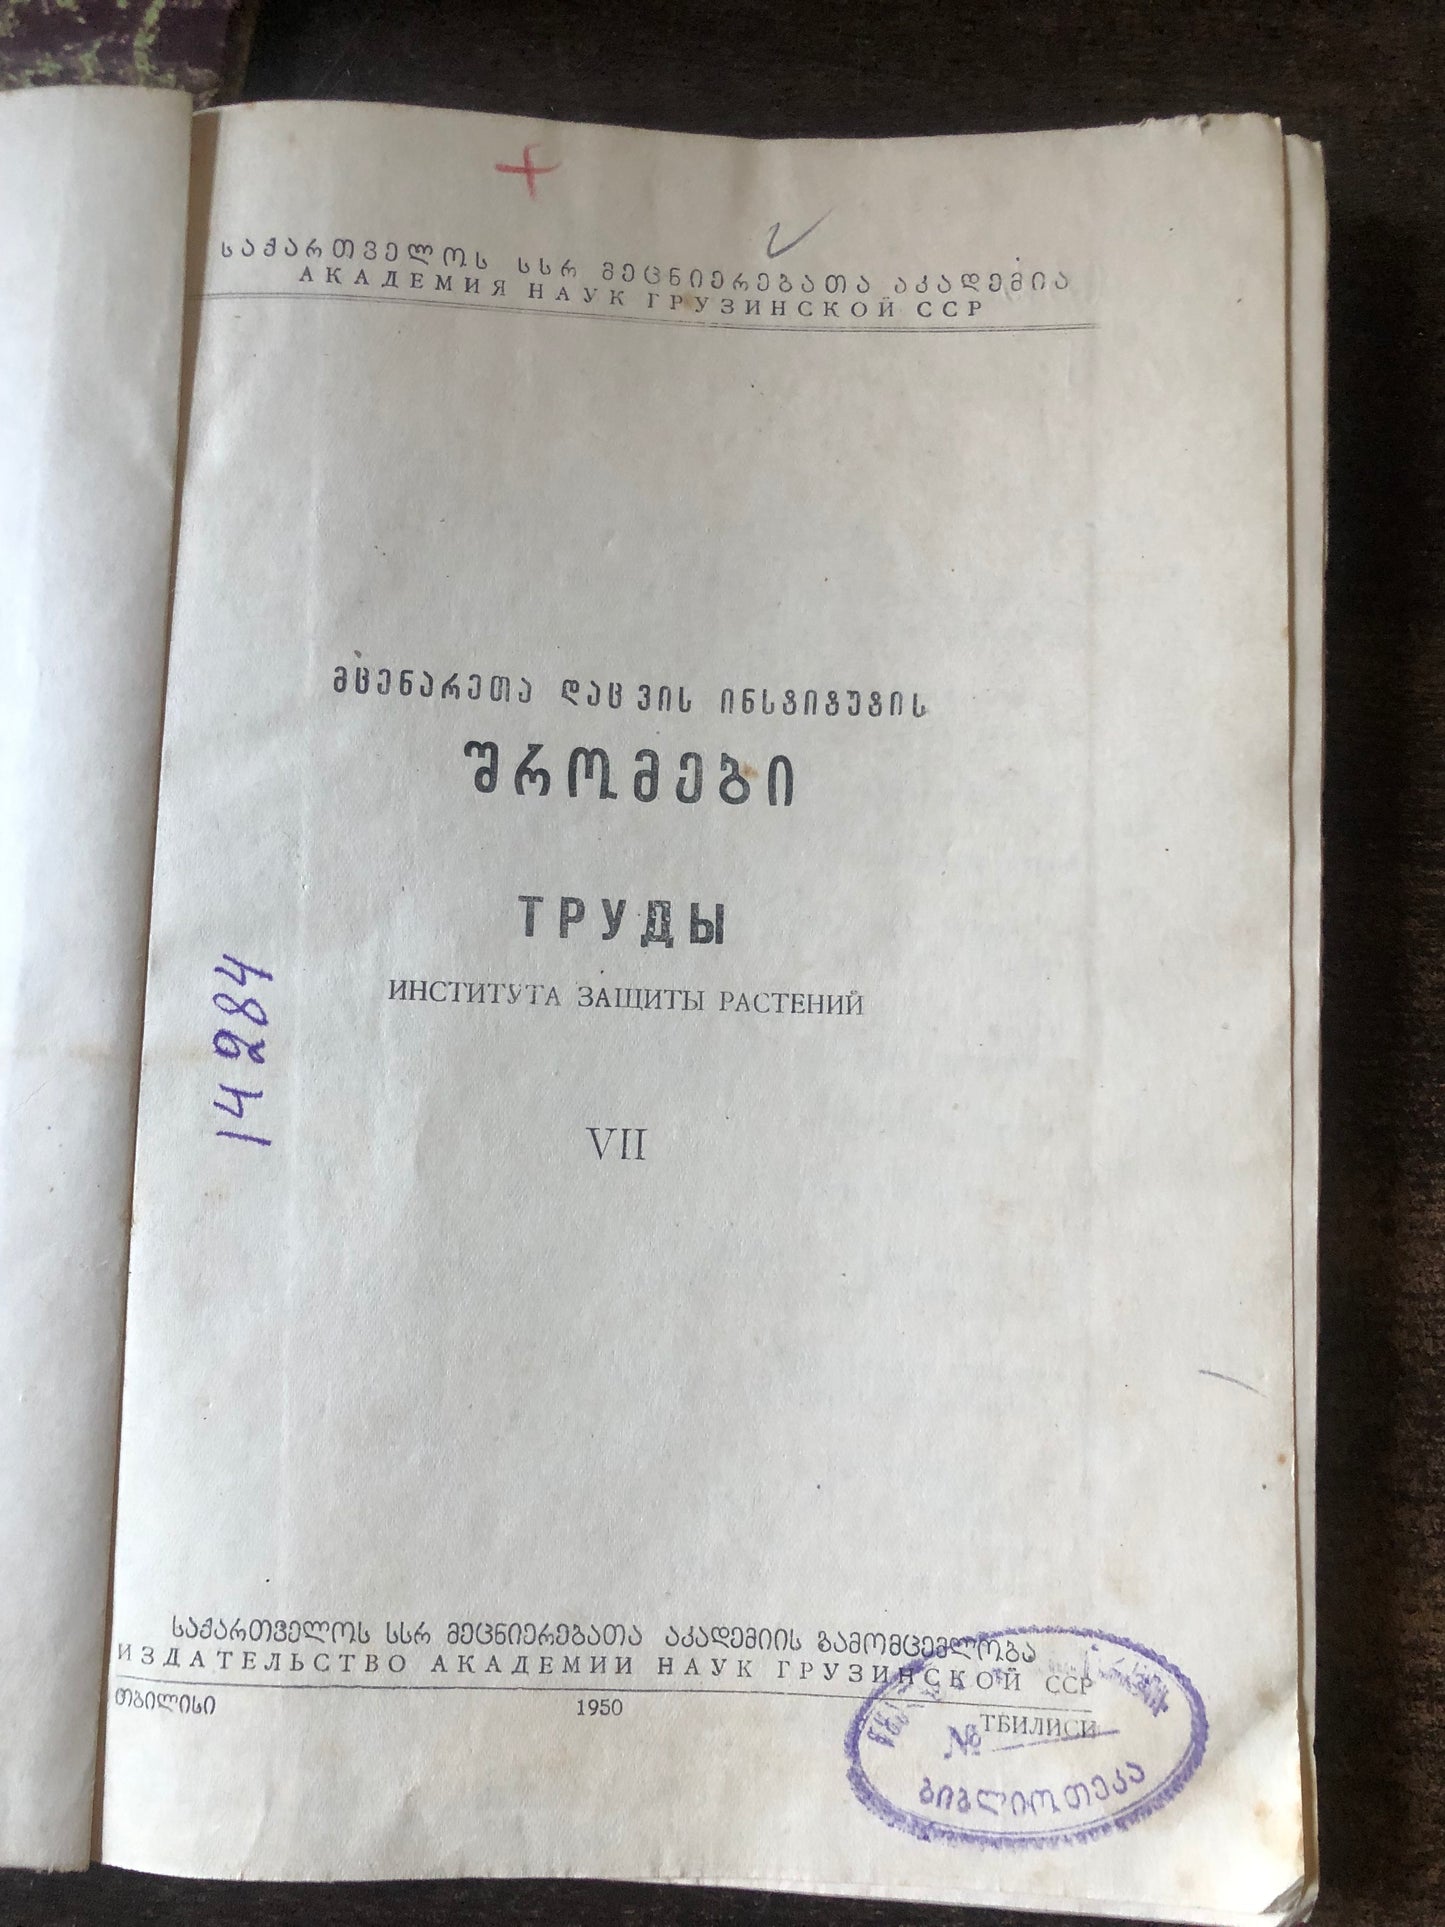 საქართველოს სსრ მეცნიერებათა აკადემია
АКАДЕМИЯ НАУК ГРУЗИНСКОЙ ССР
მცენარეთა დაცვის ინსტიტუტის
შრომები
ТРУДЫ
ИНСТИТУТА ЗАЩИТЫ РАСТЕНИЙ
14284
VII
საქართველოს სსრ მეცნიერებათა აკადემიის გამომცემლობა
ИЗДАТЕЛЬСТВО АКАДЕМИИ НАУК ГРУЗИНСКОЙ ССР
თბილისი 1950 ТБИЛИСИ
№
ბიბლიოთეკა